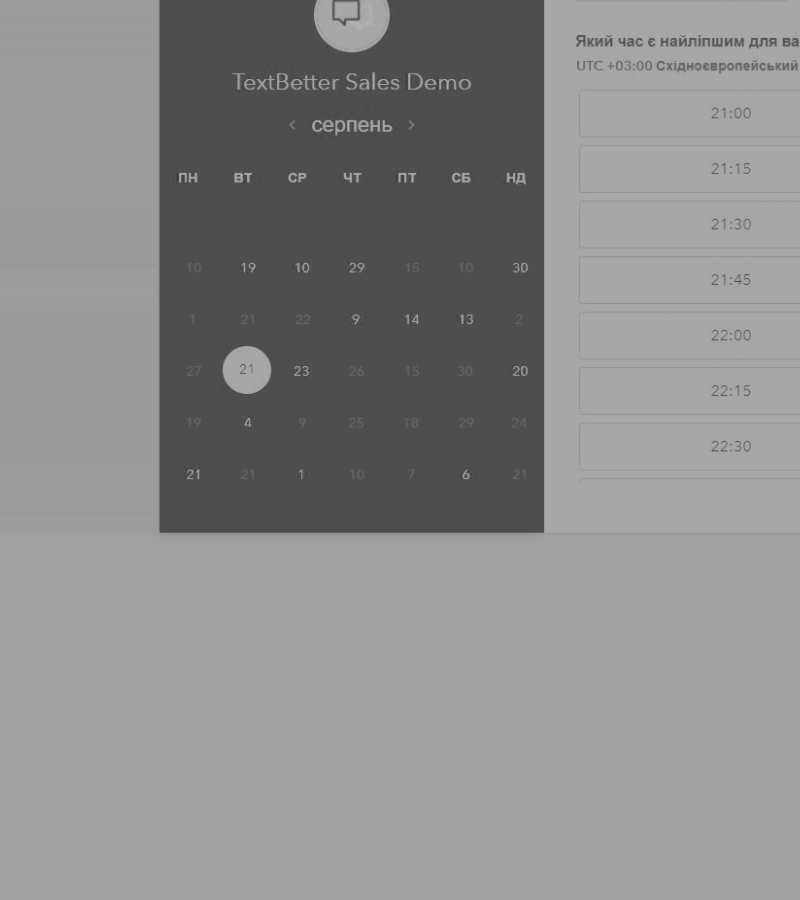 TextBetter Sales Demo
‹ серпень ›
ПН ВТ СР ЧТ ПТ СБ НД
10 19 10 29 15 10 30
1 21 22 9 14 13 2
27 21 23 26 15 30 20
19 4 9 25 18 29 24
21 21 1 10 7 6 21
Який час є найліпшим для ва
UTC +03:00 Східноєвропейський
21:00
21:15
21:30
21:45
22:00
22:15
22:30